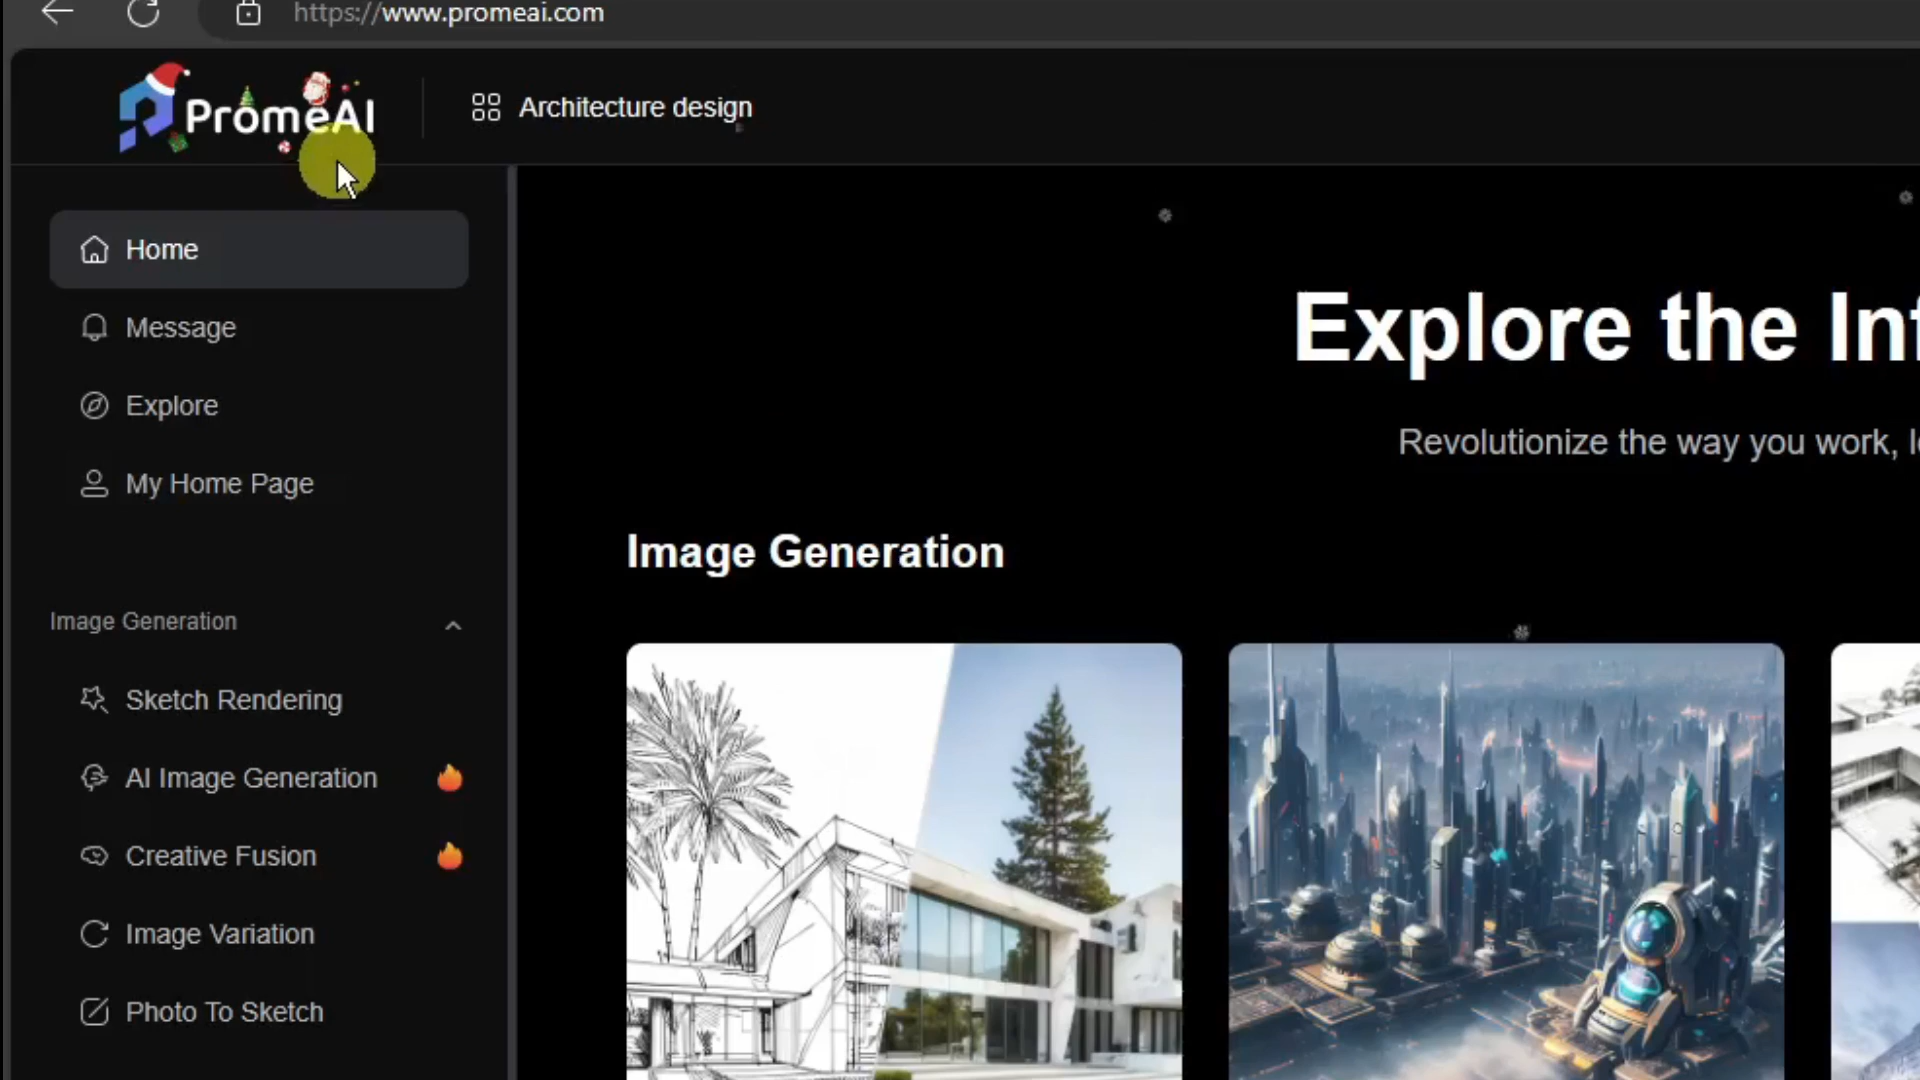 https://www.promeai.com
PromeAI
Architecture design
Home
Message
Explore
My Home Page
Image Generation
Sketch Rendering
AI Image Generation
Creative Fusion
Image Variation
Photo To Sketch
Explore the
Revolutionize the way you work,
Image Generation